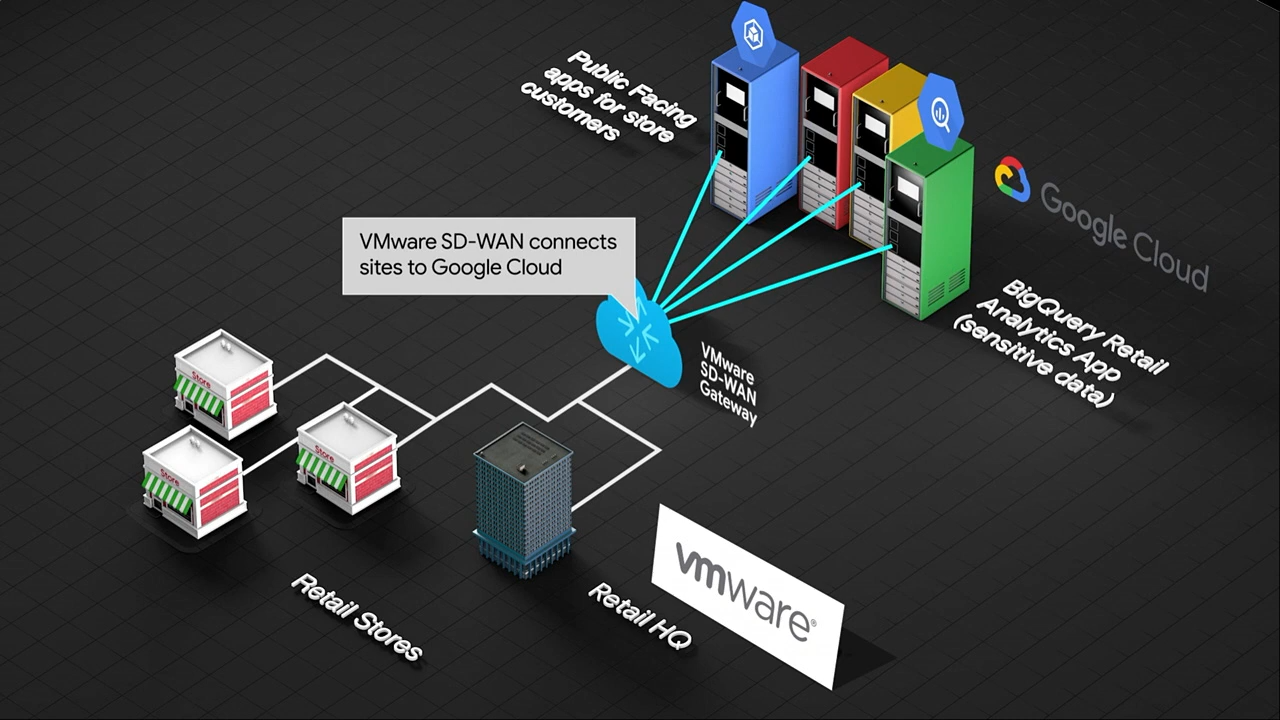 Public Facing
apps for store
customers
Google Cloud
VMware SD-WAN connects
sites to Google Cloud
BigQuery Retail
Analytics App
(sensitive data)
VMware
SD-WAN
Gateway
Store
Store
Store
Retail Stores
Retail HQ
vmware®